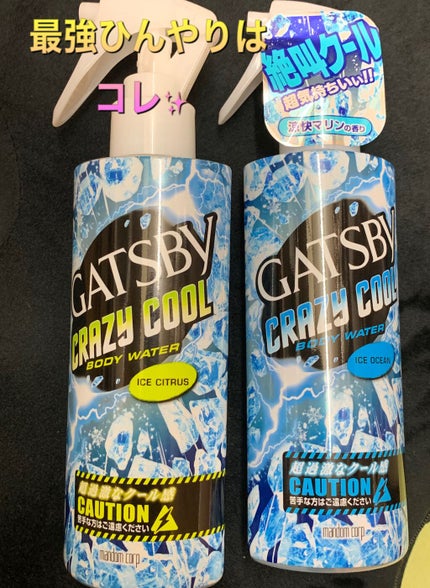 最強ひんやりは
コレ✨
絶叫クール
超気持ちいい!!
爽快マリンの香り
GATSBY
CRAZY COOL
BODY WATER
ICE CITRUS
超過激なクール感
CAUTION
苦手な方はご遠慮ください
mandom corp.
GATSBY
CRAZY COOL
BODY WATER
ICE OCEAN
超過激なクール感
CAUTION
苦手な方はご遠慮ください
mandom corp.